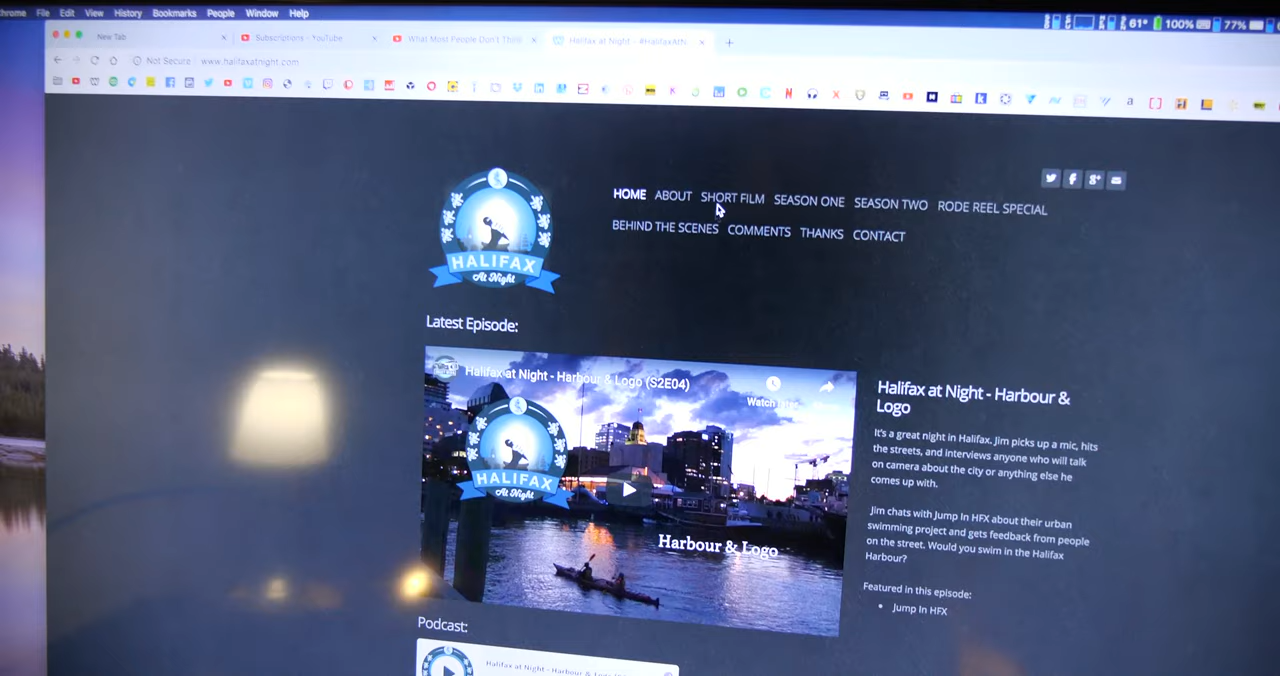 Chrome File Edit View History Bookmarks People Window Help
61° 100% 77%
New Tab
Subscriptions - YouTube
What Most People Don't Think
Halifax at Night - #HalifaxAtNi
Not Secure www.halifaxatnight.com
HALIFAX
At Night
HOME ABOUT SHORT FILM SEASON ONE SEASON TWO RODE REEL SPECIAL
BEHIND THE SCENES COMMENTS THANKS CONTACT
Latest Episode:
Halifax at Night - Harbour & Logo (S2E04)
Watch later
HALIFAX
At Night
Harbour & Logo
Halifax at Night - Harbour &
Logo
It's a great night in Halifax. Jim picks up a mic, hits
the streets, and interviews anyone who will talk
on camera about the city or anything else he
comes up with.
Jim chats with Jump In HFX about their urban
swimming project and gets feedback from people
on the street. Would you swim in the Halifax
Harbour?
Featured in this episode:
• Jump In HFX
Podcast:
Halifax at Night - Harbour & Logo